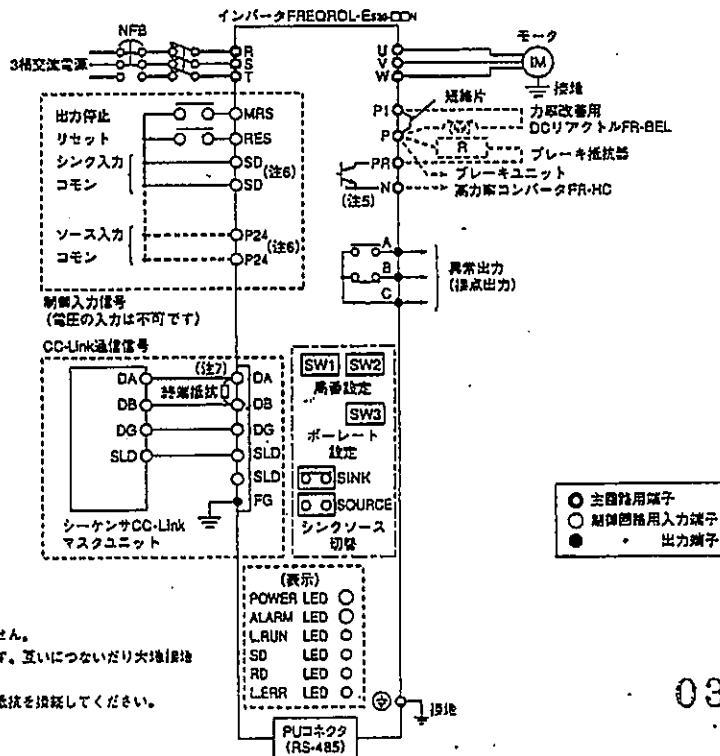 インバータFREQROL-E
NFB
3相交流電源
R
S
T
U
V
W
モータ
IM
接地
出力停止
MRS
リセット
RES
シンク入力
コモン
SD
SD
(注6)
ソース入力
コモン
P24
P24
(注6)
制御入力信号
(電圧の入力は不可です)
P1
短絡片
力率改善用
DCリアクトルFR-BEL
P
R
ブレーキ抵抗器
PR
ブレーキユニット
N
高力率コンバータFR-HC
(注5)
A
B
C
異常出力
(接点出力)
CC-Link通信信号
DA
(注7)
DA
終端抵抗
DB
DB
DG
DG
SLD
SLD
SLD
FG
シーケンサCC-Link
マスタユニット
SW1
SW2
局番設定
SW3
ボーレート
設定
SINK
SOURCE
シンクソース
切替
主回路用端子
制御回路用入力端子
出力端子
(表示)
POWER LED
ALARM LED
L.RUN LED
SD LED
RD LED
L.ERR LED
接地
PUコネクタ
(RS-485)
せん。
す。互いにつないだり大地接地
抵抗を接続してください。
03